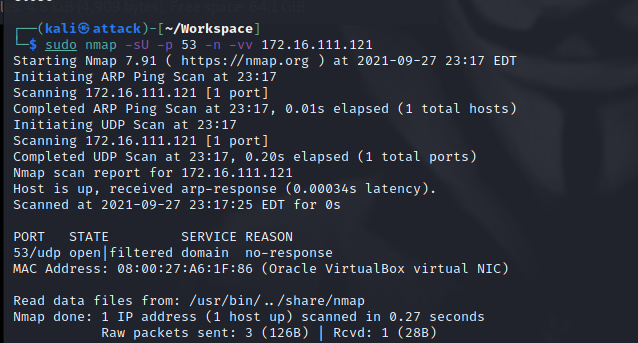 ┌──(kali㉿attack)-[~/Workspace]
└─$ sudo nmap -sU -p 53 -n -vv 172.16.111.121
Starting Nmap 7.91 ( https://nmap.org ) at 2021-09-27 23:17 EDT
Initiating ARP Ping Scan at 23:17
Scanning 172.16.111.121 [1 port]
Completed ARP Ping Scan at 23:17, 0.01s elapsed (1 total hosts)
Initiating UDP Scan at 23:17
Scanning 172.16.111.121 [1 port]
Completed UDP Scan at 23:17, 0.20s elapsed (1 total ports)
Nmap scan report for 172.16.111.121
Host is up, received arp-response (0.00034s latency).
Scanned at 2021-09-27 23:17:25 EDT for 0s

PORT   STATE         SERVICE REASON
53/udp open|filtered domain  no-response
MAC Address: 08:00:27:A6:1F:86 (Oracle VirtualBox virtual NIC)

Read data files from: /usr/bin/../share/nmap
Nmap done: 1 IP address (1 host up) scanned in 0.27 seconds
           Raw packets sent: 3 (126B) | Rcvd: 1 (28B)